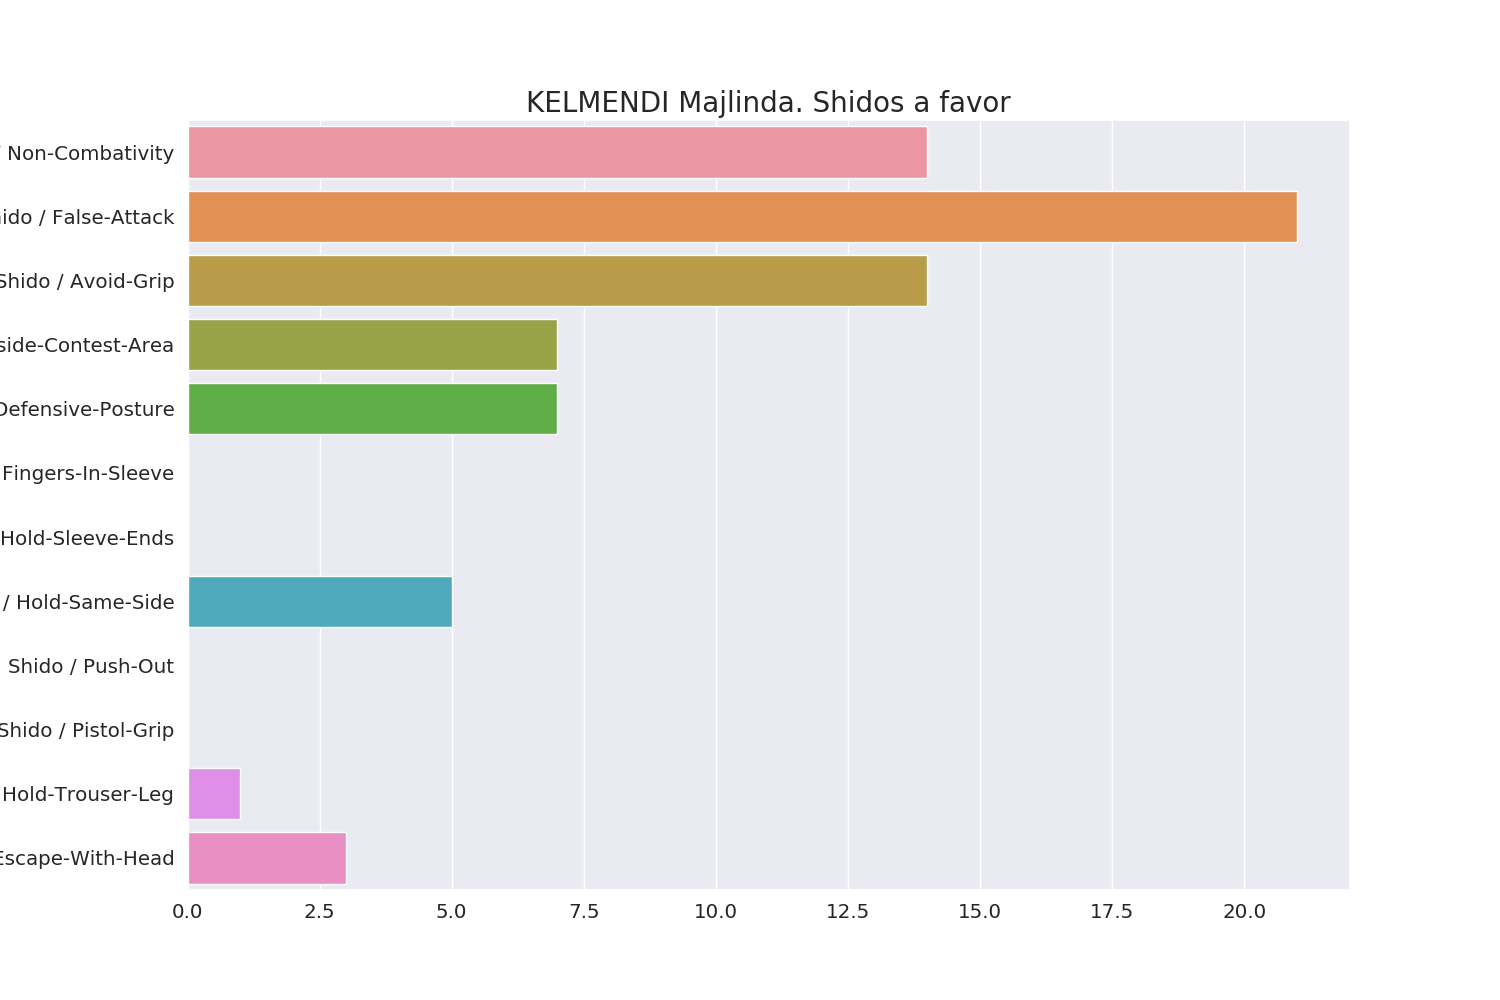 KELMENDI Majlinda. Shidos a favor
/ Non-Combativity
ido / False-Attack
Shido / Avoid-Grip
side-Contest-Area
Defensive-Posture
Fingers-In-Sleeve
Hold-Sleeve-Ends
/ Hold-Same-Side
Shido / Push-Out
Shido / Pistol-Grip
Hold-Trouser-Leg
Escape-With-Head
0.0 2.5 5.0 7.5 10.0 12.5 15.0 17.5 20.0